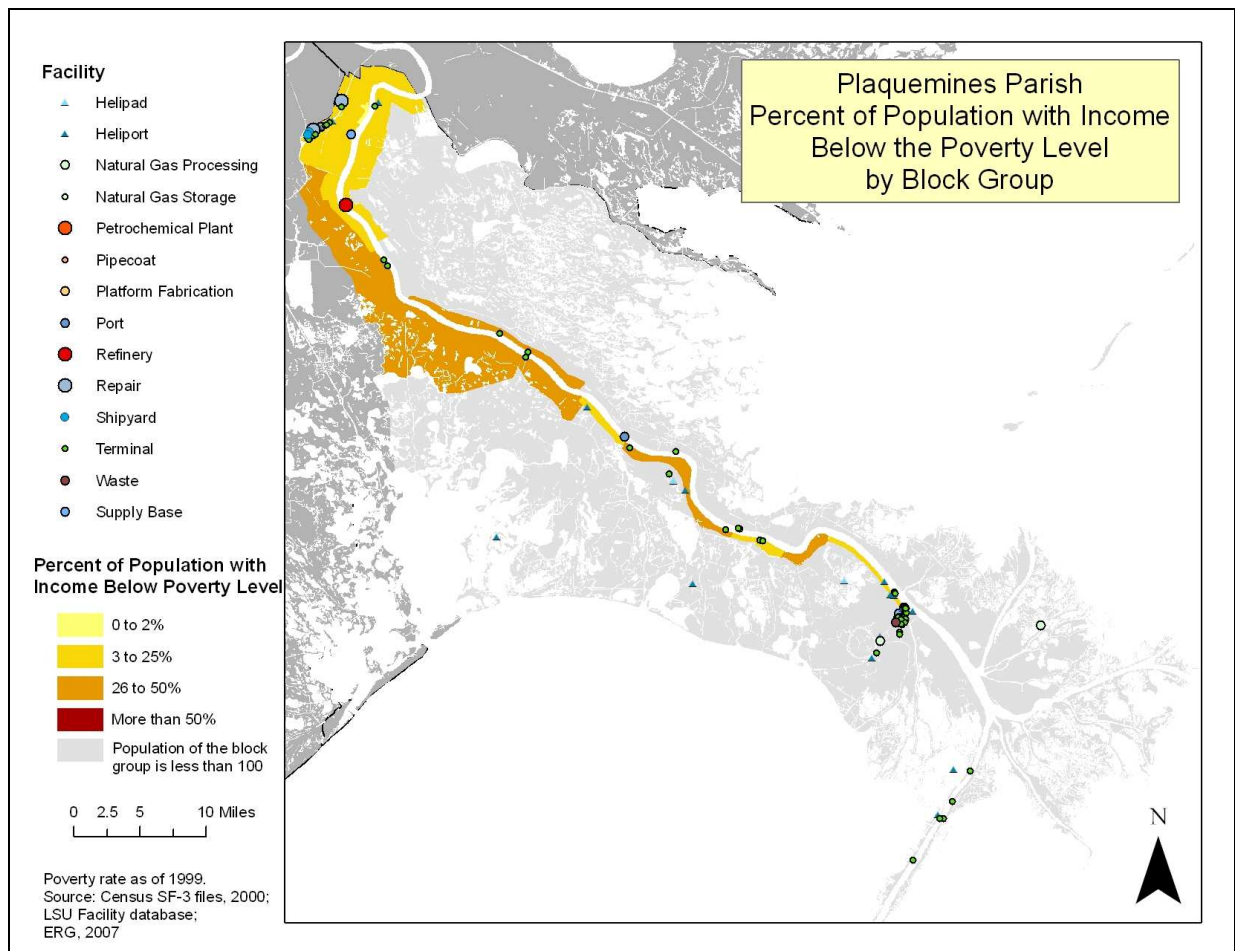 Plaquemines Parish
Percent of Population with Income
Below the Poverty Level
by Block Group
Facility
Helipad
Heliport
Natural Gas Processing
Natural Gas Storage
Petrochemical Plant
Pipecoat
Platform Fabrication
Port
Refinery
Repair
Shipyard
Terminal
Waste
Supply Base
Percent of Population with
Income Below Poverty Level
0 to 2%
3 to 25%
26 to 50%
More than 50%
Population of the block
group is less than 100
0 2.5 5 10 Miles
Poverty rate as of 1999.
Source: Census SF-3 files, 2000;
LSU Facility database;
ERG, 2007
N